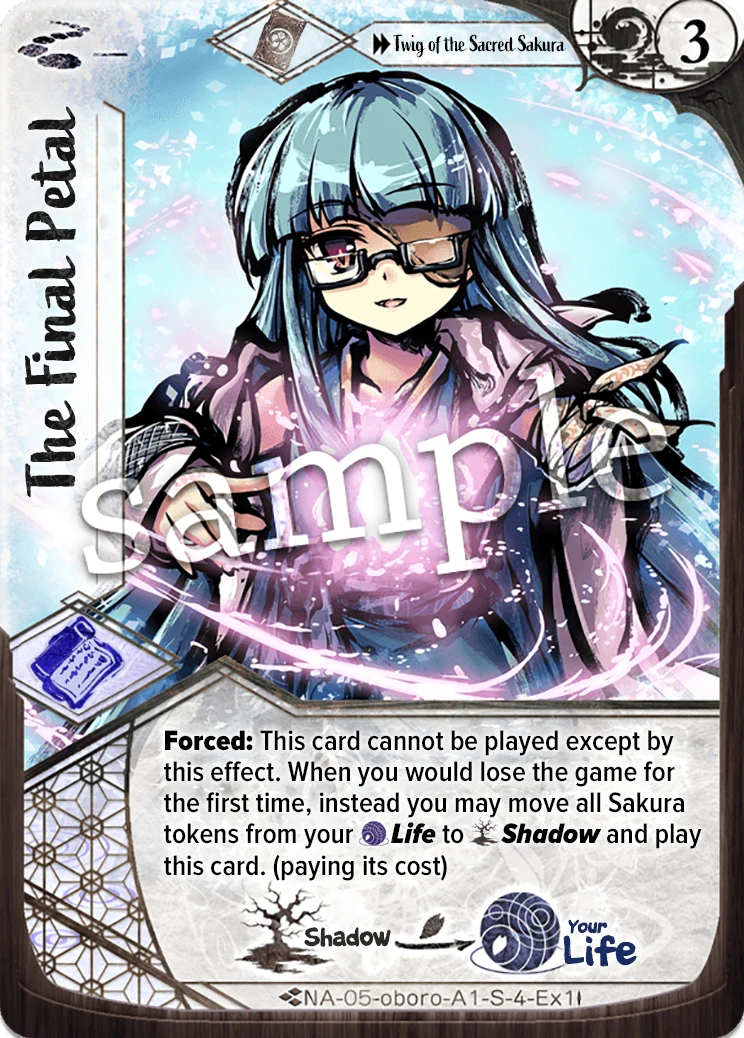 Twig of the Sacred Sakura
3
The Final Petal
sample
Forced: This card cannot be played except by
this effect. When you would lose the game for
the first time, instead you may move all Sakura
tokens from your Life to Shadow and play
this card. (paying its cost)
Shadow
Your
Life
NA-05-oboro-A1-S-4-Ex1